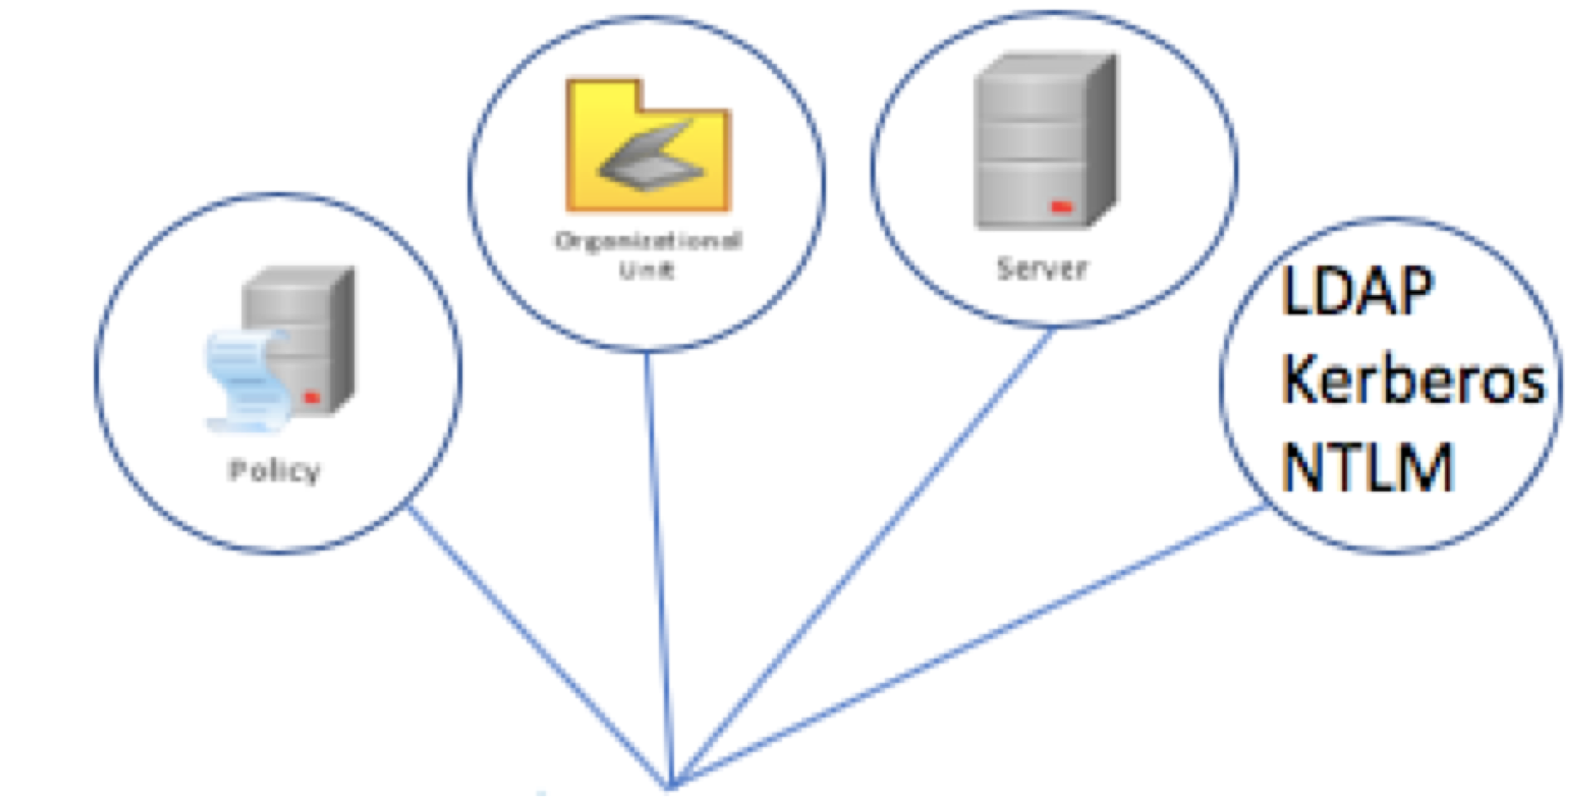 Policy
Organizational
Unit
Server
LDAP
Kerberos
NTLM